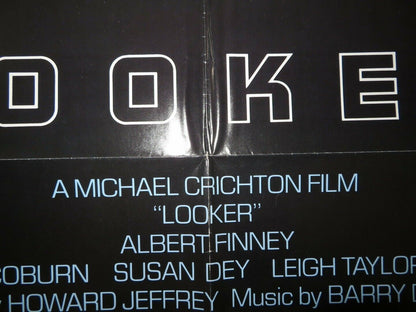 OOKE
A MICHAEL CRICHTON FILM
"LOOKER"
ALBERT FINNEY
COBURN SUSAN DEY LEIGH TAYLOR
y HOWARD JEFFREY Music by BARRY D